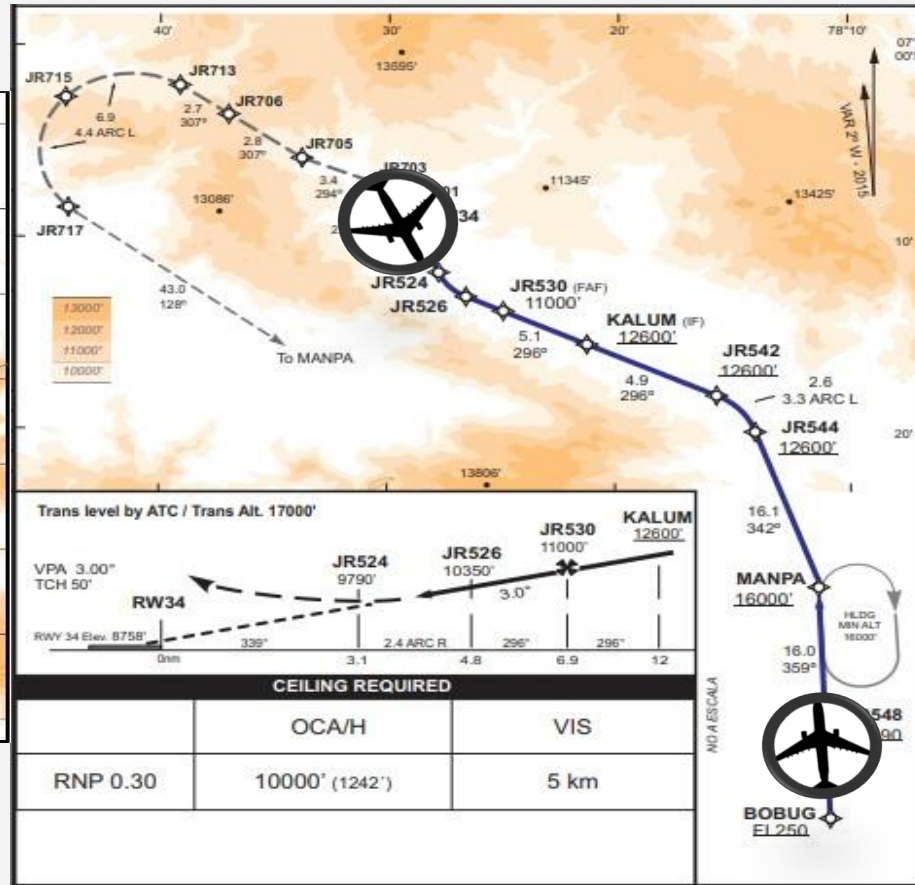 40'
30'
20'
78°10'
07°
00'S
JR713
13595'
JR715
2.7
307°
JR706
6.9
4.4 ARC L
2.8
307°
JR705
JR703
VAR 2° W - 2015
3.4
294°
01
11345'
13086'
13425'
34
JR717
10'
JR524
JR530 (FAF)
11000'
JR526
43.0
128°
KALUM (IF)
12600'
13000'
12000'
11000'
10000'
5.1
296°
To MANPA
JR542
12600'
4.9
296°
2.6
3.3 ARC L
JR544
12600'
20'
13806'
Trans level by ATC / Trans Alt. 17000'
KALUM
12600'
16.1
342°
JR530
11000'
JR526
10350'
JR524
9790'
VPA 3.00°
TCH 50'
3.0°
MANPA
16000'
RW34
HLDG
MIN ALT
16000'
RWY 34 Elev. 8758'
339°
2.4 ARC R
296°
296°
16.0
359°
0nm
3.1
4.8
6.9
12
CEILING REQUIRED
NO A ESCALA
548
90
OCA/H
VIS
RNP 0.30
10000' (1242')
5 km
BOBUG
FL250